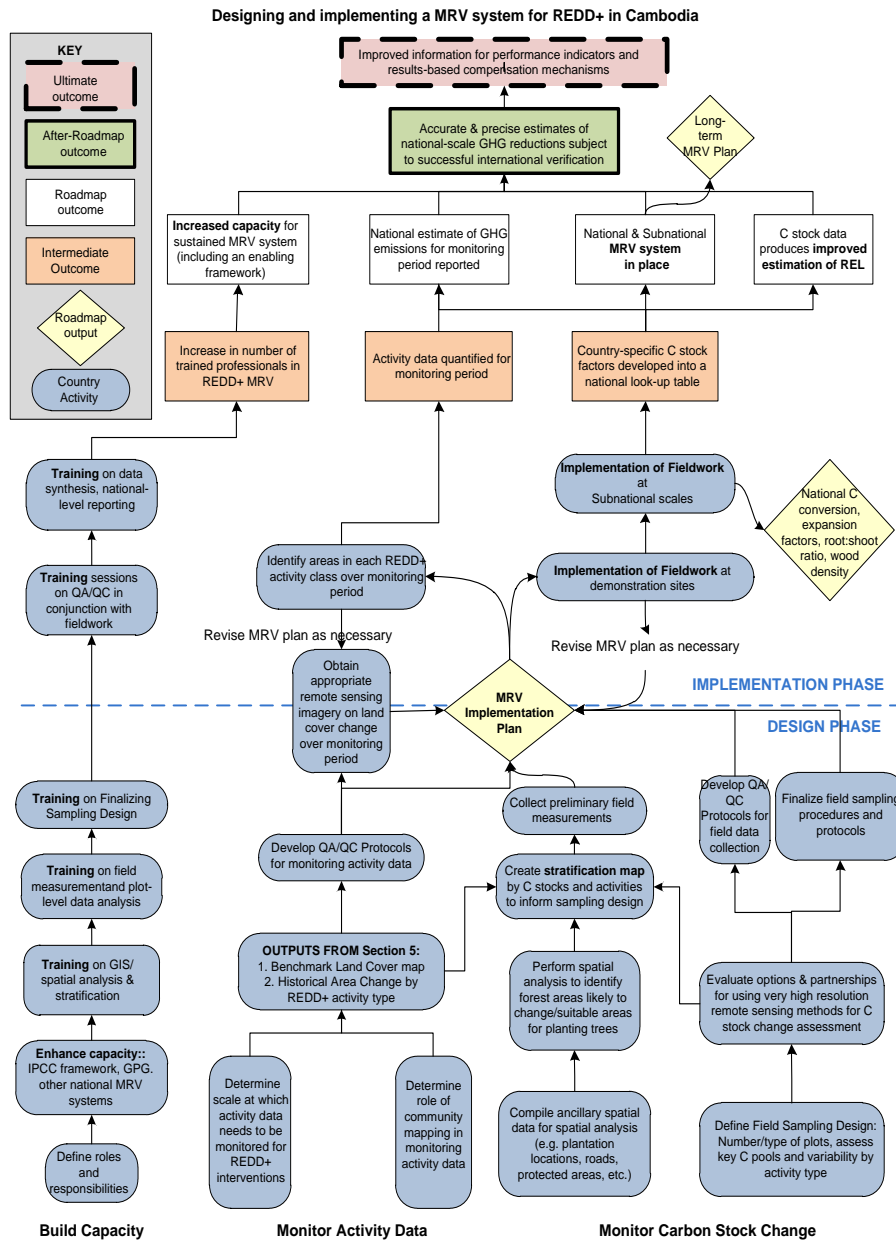 Designing and implementing a MRV system for REDD+ in Cambodia
KEY
Ultimate
outcome
After-Roadmap
outcome
Roadmap
outcome
Intermediate
Outcome
Roadmap
output
Country
Activity
Improved information for performance indicators and
results-based compensation mechanisms
Accurate & precise estimates of
national-scale GHG reductions subject
to successful international verification
Long-
term
MRV Plan
Increased capacity for
sustained MRV system
(including an enabling
framework)
National estimate of GHG
emissions for monitoring
period reported
National & Subnational
MRV system
in place
C stock data
produces improved
estimation of REL
Increase in number of
trained professionals in
REDD+ MRV
Activity data quantified for
monitoring period
Country-specific C stock
factors developed into a
national look-up table
Training on data
synthesis, national-
level reporting
Implementation of Fieldwork
at
Subnational scales
National C
conversion,
expansion
factors, root:shoot
ratio, wood
density
Training sessions
on QA/QC in
conjunction with
fieldwork
Identify areas in each REDD+
activity class over monitoring
period
Implementation of Fieldwork at
demonstration sites
Revise MRV plan as necessary
Revise MRV plan as necessary
Obtain
appropriate
remote sensing
imagery on land
cover change
over monitoring
period
MRV
Implementation
Plan
IMPLEMENTATION PHASE
DESIGN PHASE
Training on Finalizing
Sampling Design
Collect preliminary field
measurements
Develop QA/
QC
Protocols for
field data
collection
Finalize field sampling
procedures and
protocols
Develop QA/QC Protocols
for monitoring activity data
Training on field
measurementand plot-
level data analysis
Create stratification map
by C stocks and activities
to inform sampling design
OUTPUTS FROM Section 5:
1. Benchmark Land Cover map
2. Historical Area Change by
REDD+ activity type
Training on GIS/
spatial analysis &
stratification
Perform spatial
analysis to identify
forest areas likely to
change/suitable areas
for planting trees
Evaluate options & partnerships
for using very high resolution
remote sensing methods for C
stock change assessment
Enhance capacity::
IPCC framework, GPG.
other national MRV
systems
Determine
scale at which
activity data
needs to be
monitored for
REDD+
interventions
Determine
role of
community
mapping in
monitoring
activity data
Compile ancillary spatial
data for spatial analysis
(e.g. plantation
locations, roads,
protected areas, etc.)
Define Field Sampling Design:
Number/type of plots, assess
key C pools and variability by
activity type
Define roles
and
responsibilities
Build Capacity
Monitor Activity Data
Monitor Carbon Stock Change